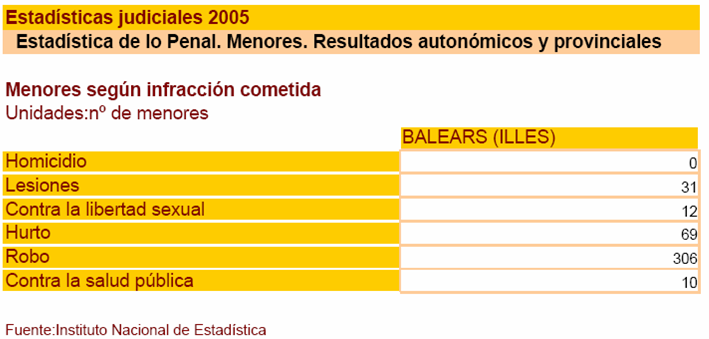 Estadísticas judiciales 2005
Estadística de lo Penal. Menores. Resultados autonómicos y provinciales
Menores según infracción cometida
Unidades:nº de menores
BALEARS (ILLES)
Homicidio 0
Lesiones 31
Contra la libertad sexual 12
Hurto 69
Robo 306
Contra la salud pública 10
Fuente:Instituto Nacional de Estadística